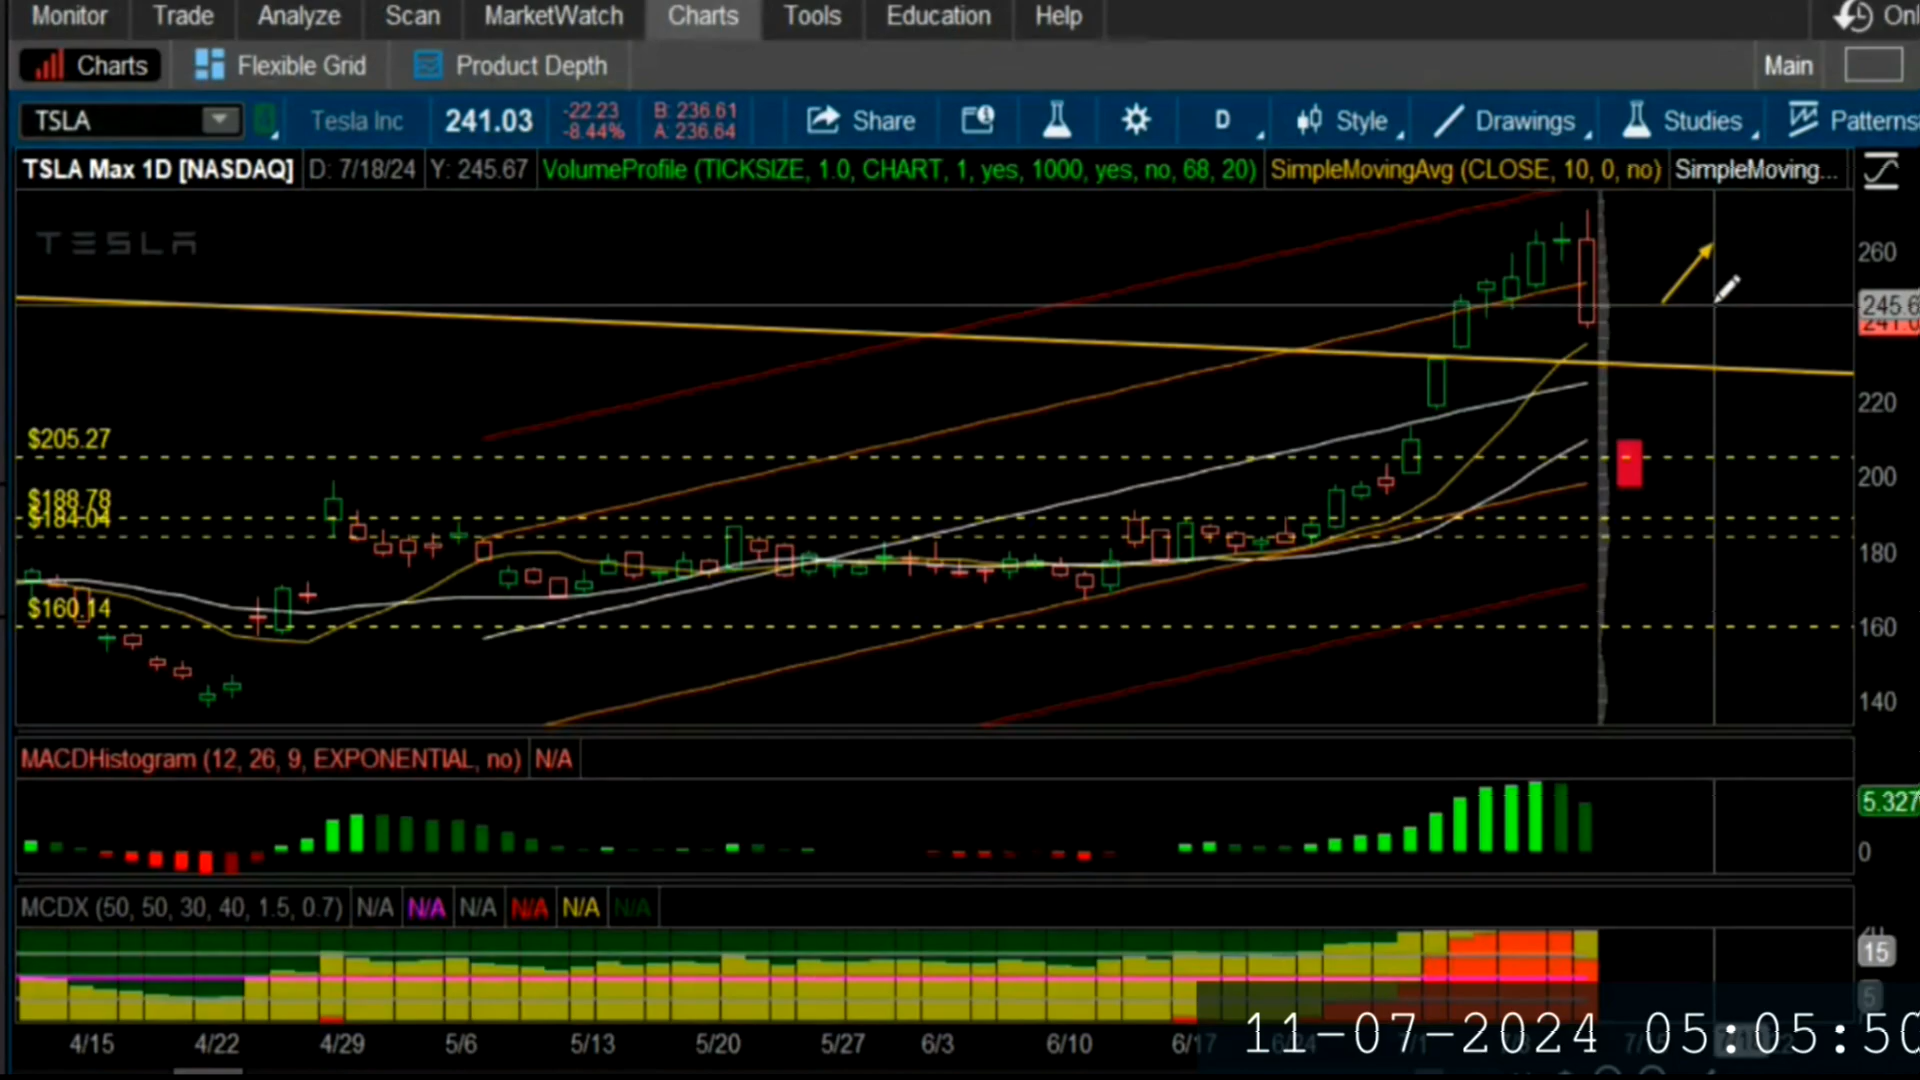 Monitor Trade Analyze Scan MarketWatch Charts Tools Education Help
Charts Flexible Grid Product Depth Main
TSLA Tesla Inc 241.03 -22.23 -8.44% B: 236.61 A: 236.64 Share D Style Drawings Studies Patterns
TSLA Max 1D [NASDAQ] D: 7/18/24 Y: 245.67 VolumeProfile (TICKSIZE, 1.0, CHART, 1, yes, 1000, yes, no, 68, 20) SimpleMovingAvg (CLOSE, 10, 0, no) SimpleMoving...
TESLA
260
245.6
241.0
220
$205.27
200
$188.78
$184.04
180
$160.14
160
140
MACDHistogram (12, 26, 9, EXPONENTIAL, no) N/A
5.327
0
MCDX (50, 50, 30, 40, 1.5, 0.7) N/A N/A N/A N/A N/A N/A
15
5
4/15 4/22 4/29 5/6 5/13 5/20 5/27 6/3 6/10 6/17 6/24
11-07-2024 05:05:50